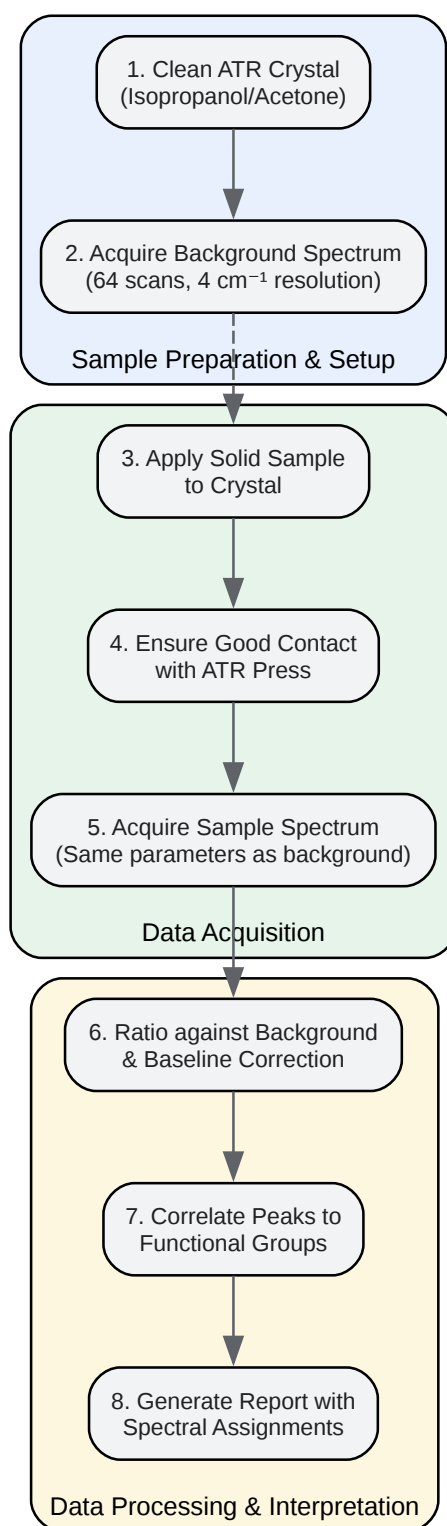 1. Clean ATR Crystal
(Isopropanol/Acetone)
2. Acquire Background Spectrum
(64 scans, 4 cm⁻¹ resolution)
Sample Preparation & Setup
3. Apply Solid Sample
to Crystal
4. Ensure Good Contact
with ATR Press
5. Acquire Sample Spectrum
(Same parameters as background)
Data Acquisition
6. Ratio against Background
& Baseline Correction
7. Correlate Peaks to
Functional Groups
8. Generate Report with
Spectral Assignments
Data Processing & Interpretation